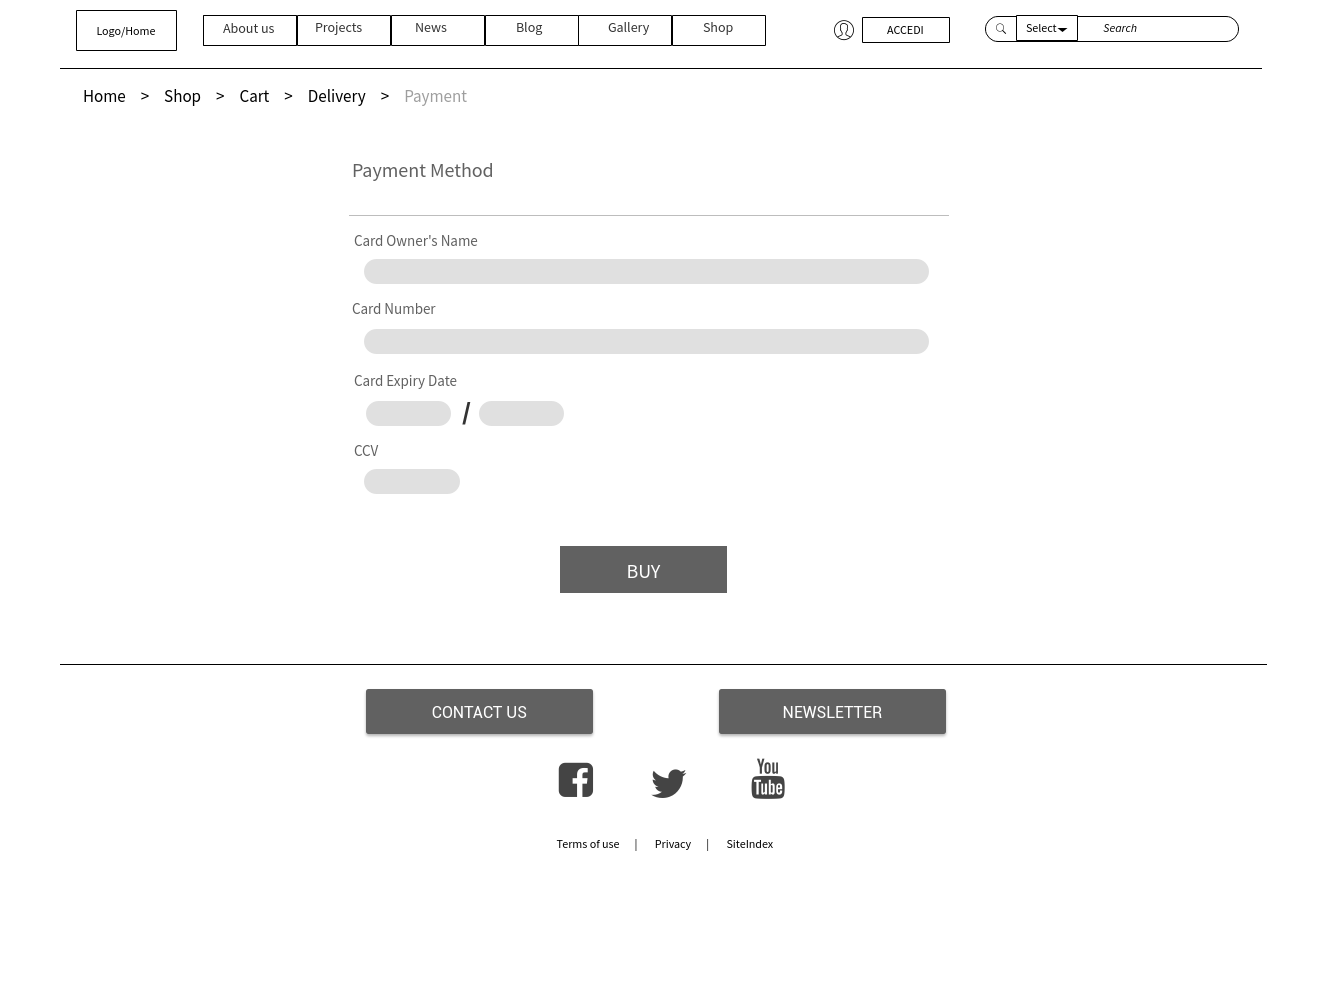 Logo/Home About us Projects News Blog Gallery Shop ACCEDI Select Search
Home > Shop > Cart > Delivery > Payment
Payment Method
Card Owner's Name
Card Number
Card Expiry Date
/
CCV
BUY
CONTACT US NEWSLETTER
You
Tube
Terms of use | Privacy | SiteIndex